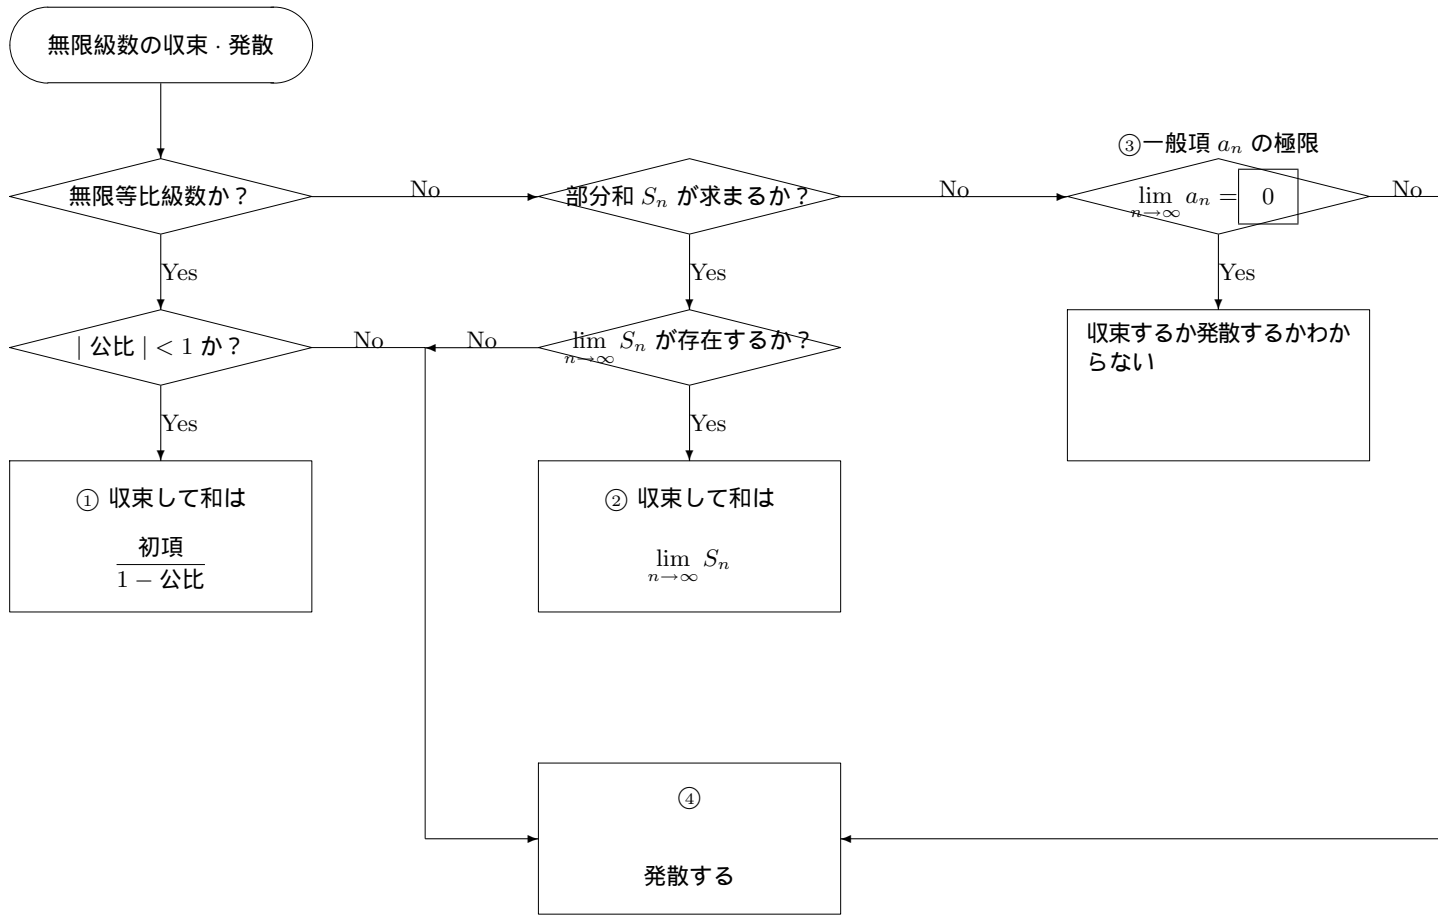 無限級数の収束・発散
無限等比級数か？
No
部分和 Sn が求まるか？
No
③一般項 an の極限
lim n→∞ an = 0
No
Yes
Yes
Yes
| 公比 | < 1 か？
No
No
lim n→∞ Sn が存在するか？
収束するか発散するかわか
らない
Yes
Yes
① 収束して和は
初項
1 − 公比
② 収束して和は
lim n→∞ Sn
④
発散する